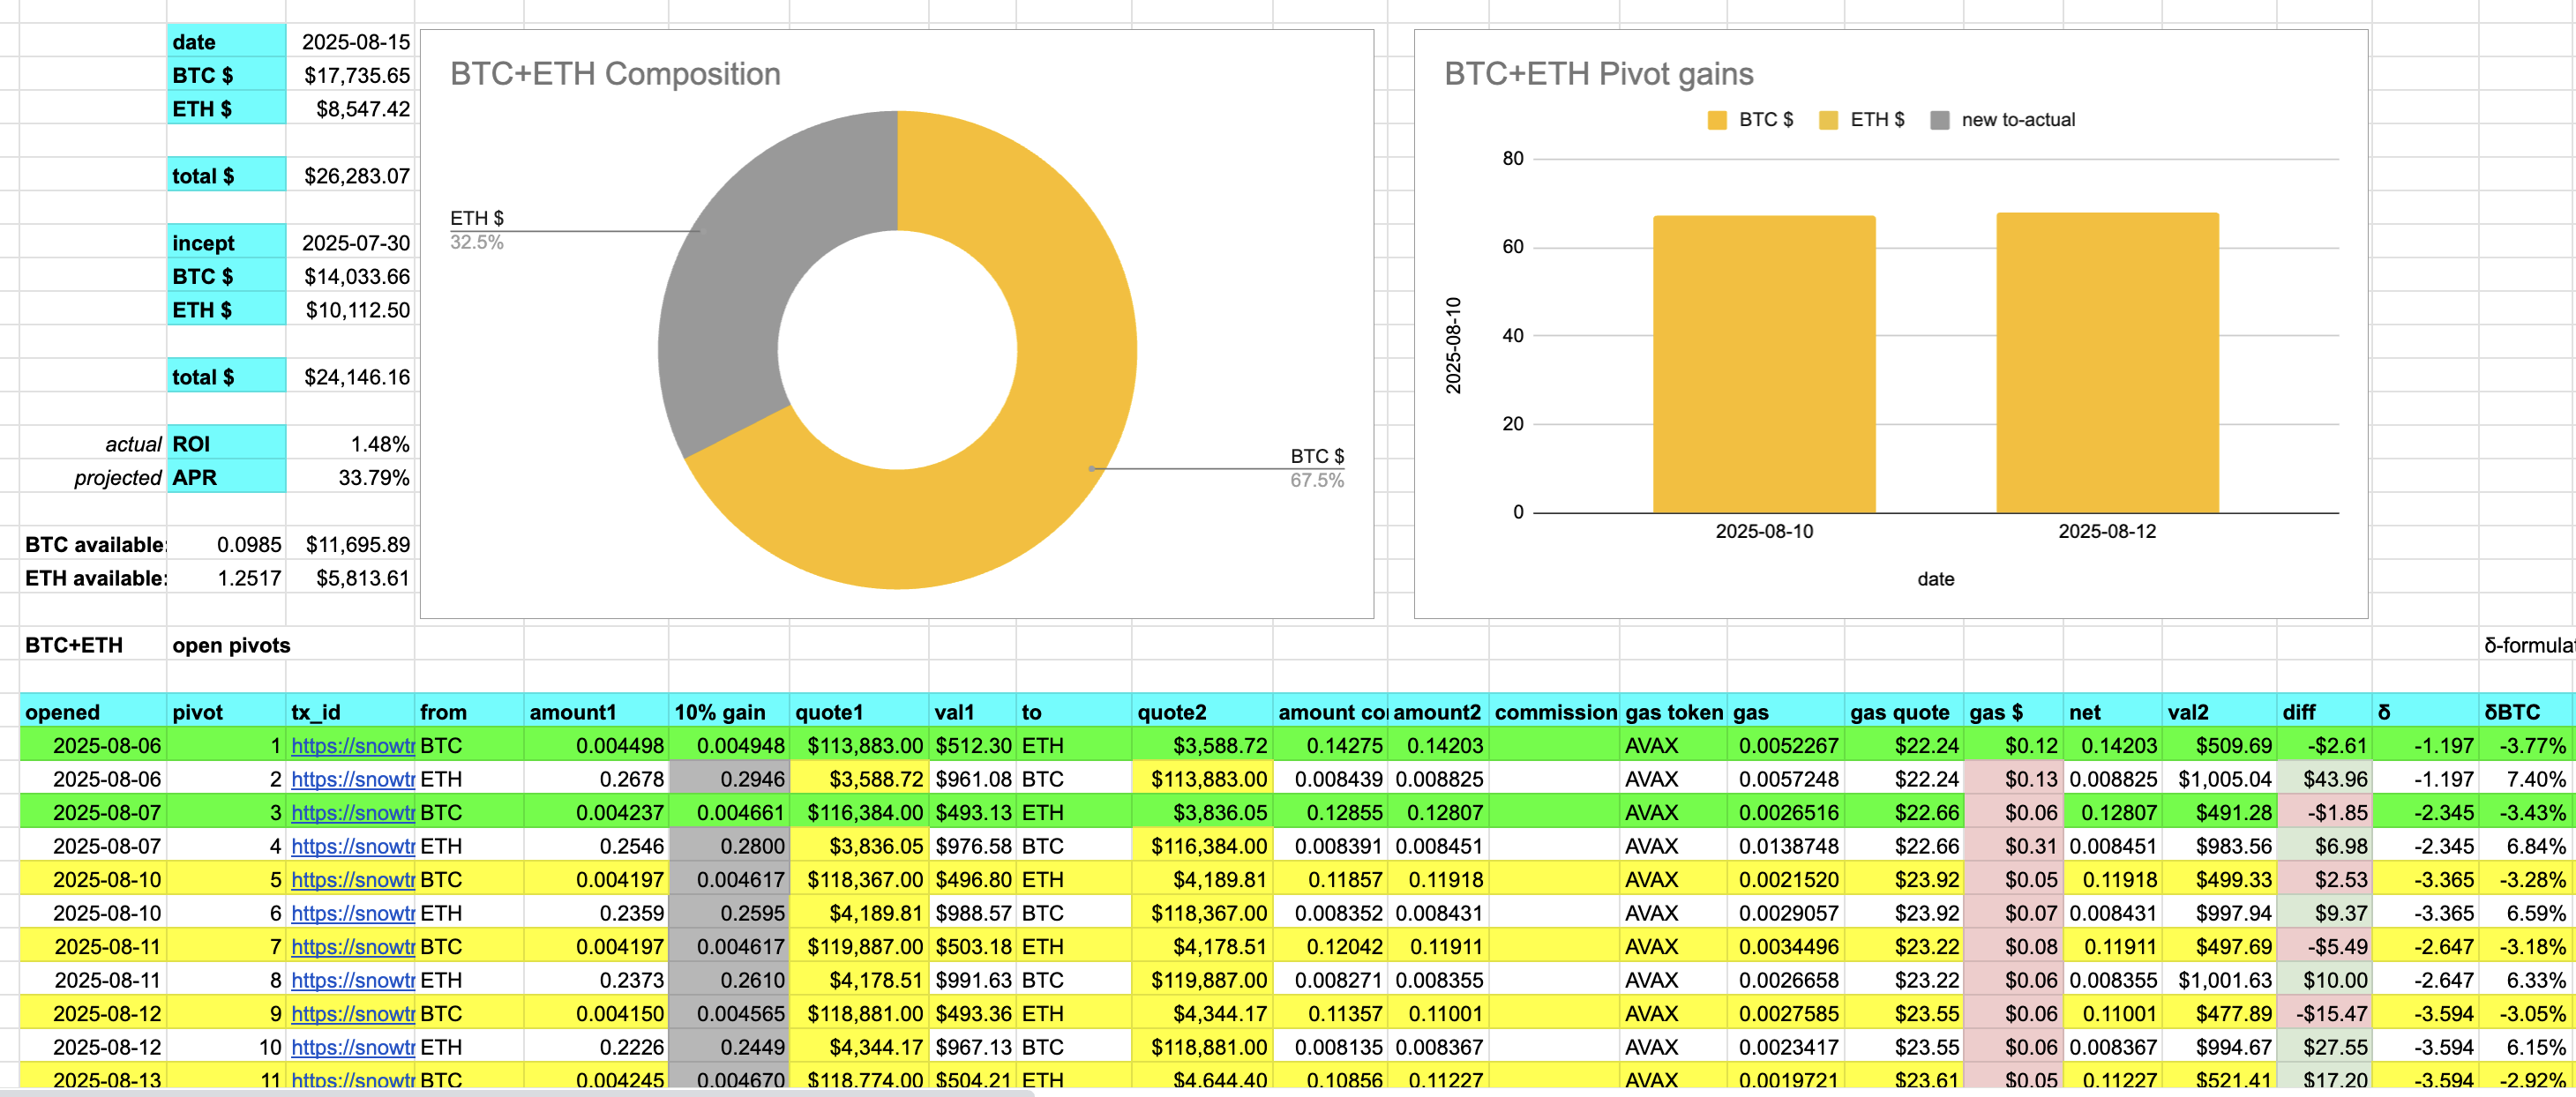 date 2025-08-15
BTC $ $17,735.65
ETH $ $8,547.42
total $ $26,283.07
incept 2025-07-30
BTC $ $14,033.66
ETH $ $10,112.50
total $ $24,146.16
actual ROI 1.48%
projected APR 33.79%
BTC available: 0.0985 $11,695.89
ETH available: 1.2517 $5,813.61
BTC+ETH Composition
ETH $
32.5%
BTC $
67.5%
BTC+ETH Pivot gains
BTC $ ETH $ new to-actual
80
60
40
20
0
2025-08-10
2025-08-10 2025-08-12
date
BTC+ETH open pivots δ-formulat
opened pivot tx_id from amount1 10% gain quote1 val1 to quote2 amount co amount2 commission gas token gas gas quote gas $ net val2 diff δ δBTC
2025-08-06 1 https://snowtr BTC 0.004498 0.004948 $113,883.00 $512.30 ETH $3,588.72 0.14275 0.14203 AVAX 0.0052267 $22.24 $0.12 0.14203 $509.69 -$2.61 -1.197 -3.77%
2025-08-06 2 https://snowtr ETH 0.2678 0.2946 $3,588.72 $961.08 BTC $113,883.00 0.008439 0.008825 AVAX 0.0057248 $22.24 $0.13 0.008825 $1,005.04 $43.96 -1.197 7.40%
2025-08-07 3 https://snowtr BTC 0.004237 0.004661 $116,384.00 $493.13 ETH $3,836.05 0.12855 0.12807 AVAX 0.0026516 $22.66 $0.06 0.12807 $491.28 -$1.85 -2.345 -3.43%
2025-08-07 4 https://snowtr ETH 0.2546 0.2800 $3,836.05 $976.58 BTC $116,384.00 0.008391 0.008451 AVAX 0.0138748 $22.66 $0.31 0.008451 $983.56 $6.98 -2.345 6.84%
2025-08-10 5 https://snowtr BTC 0.004197 0.004617 $118,367.00 $496.80 ETH $4,189.81 0.11857 0.11918 AVAX 0.0021520 $23.92 $0.05 0.11918 $499.33 $2.53 -3.365 -3.28%
2025-08-10 6 https://snowtr ETH 0.2359 0.2595 $4,189.81 $988.57 BTC $118,367.00 0.008352 0.008431 AVAX 0.0029057 $23.92 $0.07 0.008431 $997.94 $9.37 -3.365 6.59%
2025-08-11 7 https://snowtr BTC 0.004197 0.004617 $119,887.00 $503.18 ETH $4,178.51 0.12042 0.11911 AVAX 0.0034496 $23.22 $0.08 0.11911 $497.69 -$5.49 -2.647 -3.18%
2025-08-11 8 https://snowtr ETH 0.2373 0.2610 $4,178.51 $991.63 BTC $119,887.00 0.008271 0.008355 AVAX 0.0026658 $23.22 $0.06 0.008355 $1,001.63 $10.00 -2.647 6.33%
2025-08-12 9 https://snowtr BTC 0.004150 0.004565 $118,881.00 $493.36 ETH $4,344.17 0.11357 0.11001 AVAX 0.0027585 $23.55 $0.06 0.11001 $477.89 -$15.47 -3.594 -3.05%
2025-08-12 10 https://snowtr ETH 0.2226 0.2449 $4,344.17 $967.13 BTC $118,881.00 0.008135 0.008367 AVAX 0.0023417 $23.55 $0.06 0.008367 $994.67 $27.55 -3.594 6.15%
2025-08-13 11 https://snowtr BTC 0.004245 0.004670 $118,774.00 $504.21 ETH $4,644.40 0.10856 0.11227 AVAX 0.0019721 $23.61 $0.05 0.11227 $521.41 $17.20 -3.594 -2.92%